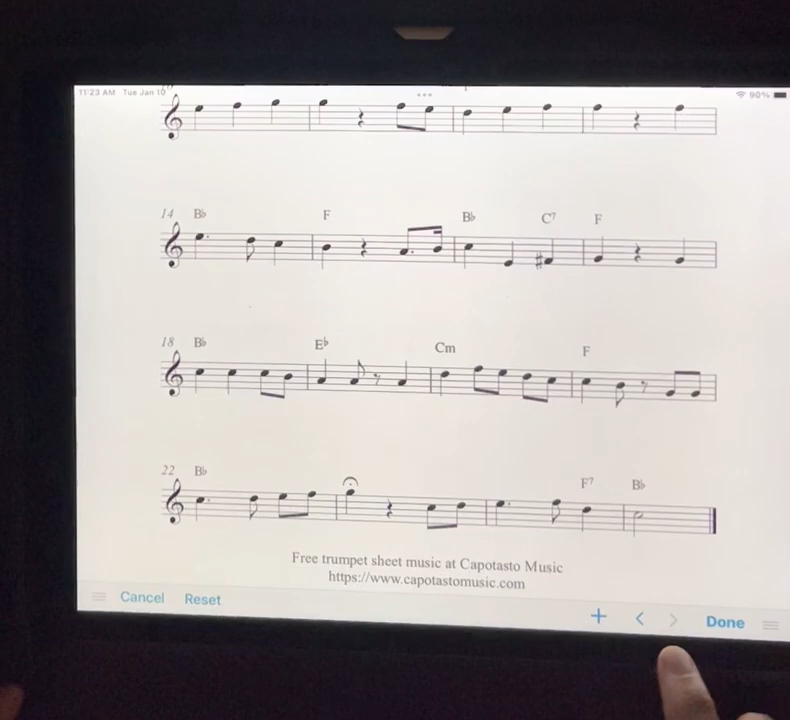 11:23 AM Tue Jan 10
90%
14 B♭ F B♭ C7 F
18 B♭ E♭ Cm F
22 B♭ F7 B♭
Free trumpet sheet music at Capotasto Music
https://www.capotastomusic.com
Cancel Reset + < > Done